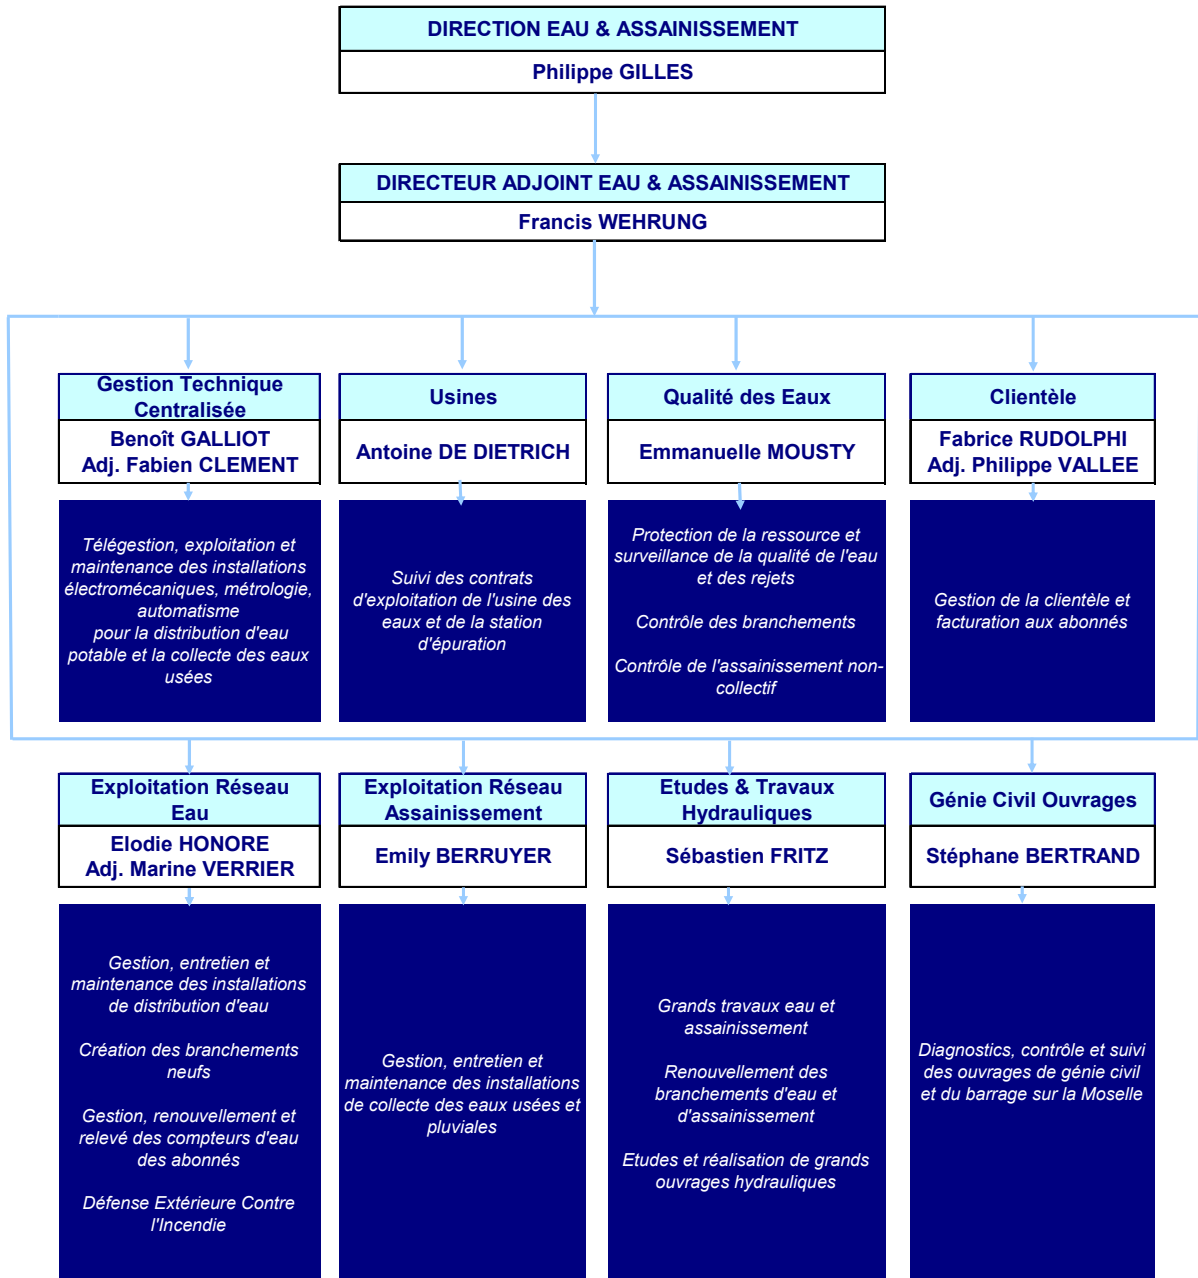 DIRECTION EAU & ASSAINISSEMENT
Philippe GILLES
DIRECTEUR ADJOINT EAU & ASSAINISSEMENT
Francis WEHRUNG
Gestion Technique
Centralisée
Benoît GALLIOT
Adj. Fabien CLEMENT
Télégestion, exploitation et
maintenance des installations
électromécaniques, métrologie,
automatisme
pour la distribution d'eau
potable et la collecte des eaux
usées
Usines
Antoine DE DIETRICH
Suivi des contrats
d'exploitation de l'usine des
eaux et de la station
d'épuration
Qualité des Eaux
Emmanuelle MOUSTY
Protection de la ressource et
surveillance de la qualité de l'eau
et des rejets
Contrôle des branchements
Contrôle de l'assainissement non-
collectif
Clientèle
Fabrice RUDOLPHI
Adj. Philippe VALLEE
Gestion de la clientèle et
facturation aux abonnés
Exploitation Réseau
Eau
Elodie HONORE
Adj. Marine VERRIER
Gestion, entretien et
maintenance des installations
de distribution d'eau
Création des branchements
neufs
Gestion, renouvellement et
relevé des compteurs d'eau
des abonnés
Défense Extérieure Contre
l'Incendie
Exploitation Réseau
Assainissement
Emily BERRUYER
Gestion, entretien et
maintenance des installations
de collecte des eaux usées et
pluviales
Etudes & Travaux
Hydrauliques
Sébastien FRITZ
Grands travaux eau et
assainissement
Renouvellement des
branchements d'eau et
d'assainissement
Etudes et réalisation de grands
ouvrages hydrauliques
Génie Civil Ouvrages
Stéphane BERTRAND
Diagnostics, contrôle et suivi
des ouvrages de génie civil
et du barrage sur la Moselle